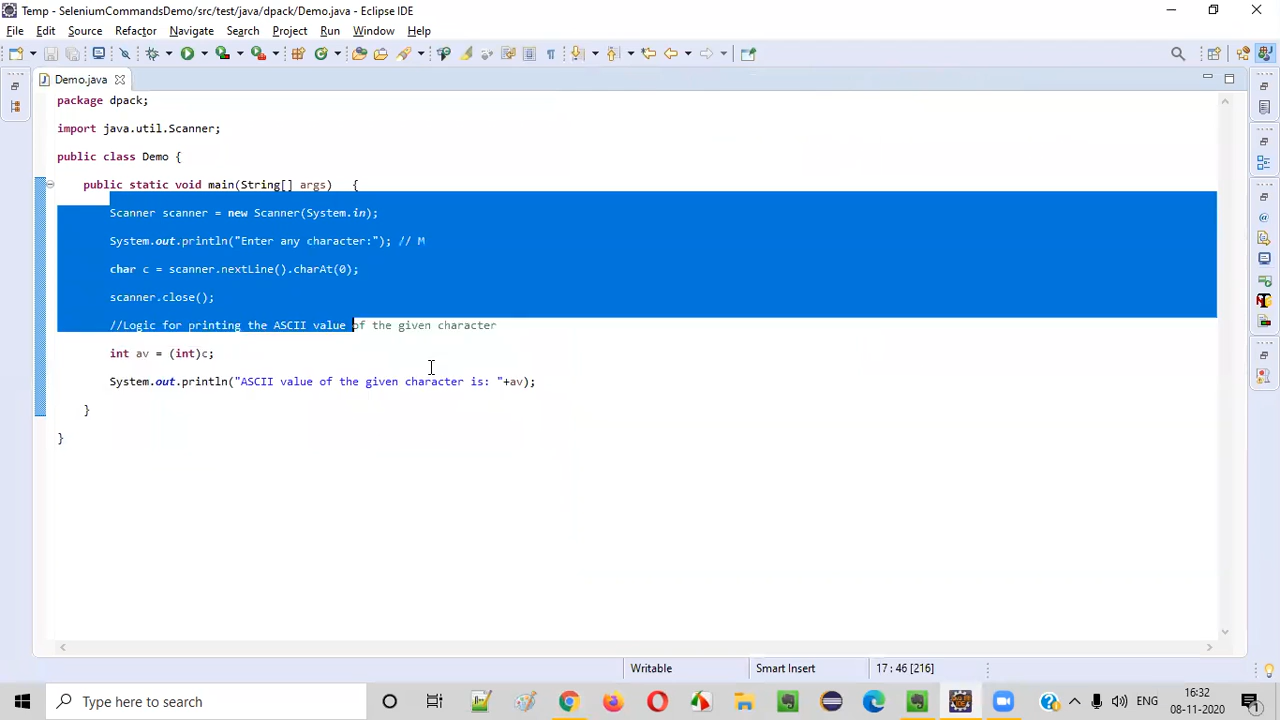 Temp - SeleniumCommandsDemo/src/test/java/dpack/Demo.java - Eclipse IDE
File Edit Source Refactor Navigate Search Project Run Window Help
Demo.java
package dpack;
import java.util.Scanner;
public class Demo {
public static void main(String[] args) {
Scanner scanner = new Scanner(System.in);
System.out.println("Enter any character:"); // M
char c = scanner.nextLine().charAt(0);
scanner.close();
//Logic for printing the ASCII value of the given character
int av = (int)c;
System.out.println("ASCII value of the given character is: "+av);
}
}
Writable Smart Insert 17 : 46 [216]
Type here to search
ENG
16:32
08-11-2020